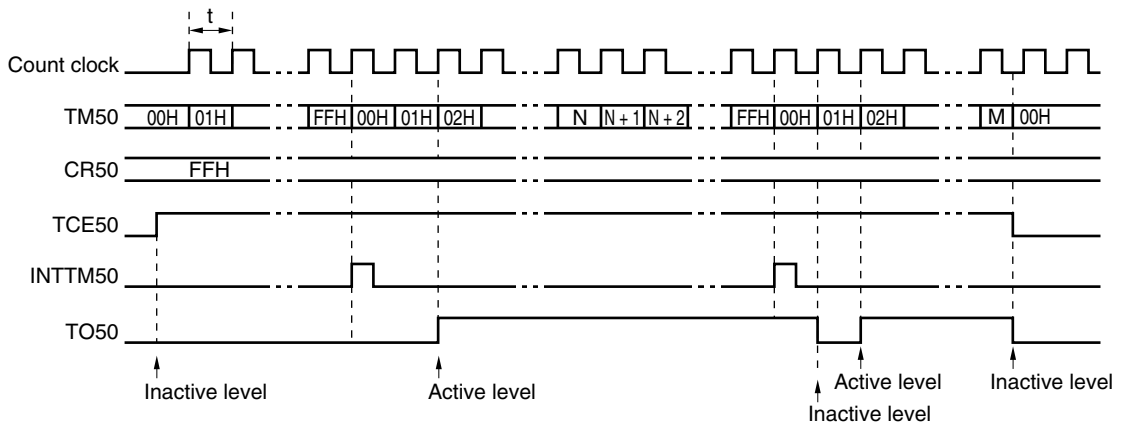 t
Count clock
TM50 00H 01H FFH 00H 01H 02H N N + 1 N + 2 FFH 00H 01H 02H M 00H
CR50 FFH
TCE50
INTTM50
TO50
Inactive level Active level Active level Inactive level
Inactive level